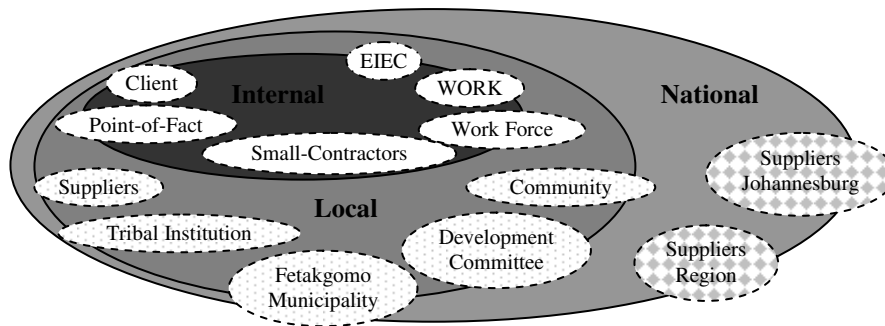 EIEC
Client
WORK
Internal
National
Point-of-Fact
Work Force
Small-Contractors
Suppliers
Johannesburg
Suppliers
Community
Local
Tribal Institution
Development
Committee
Suppliers
Region
Fetakgomo
Municipality